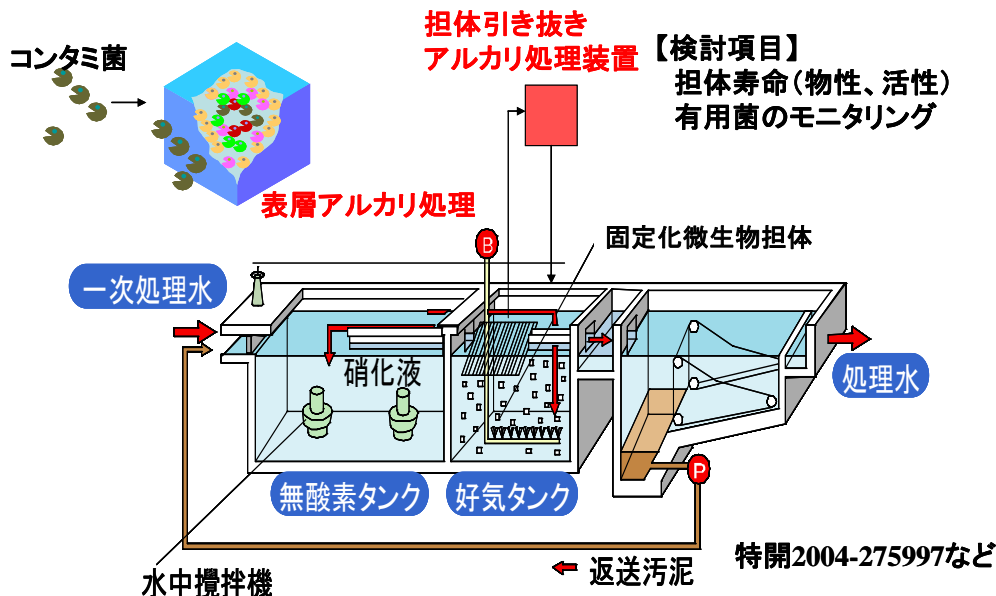 コンタミ菌
担体引き抜き
アルカリ処理装置
【検討項目】
担体寿命(物性、活性)
有用菌のモニタリング
表層アルカリ処理
B
固定化微生物担体
一次処理水
硝化液
処理水
無酸素タンク
好気タンク
P
水中攪拌機
返送汚泥
特開2004-275997など